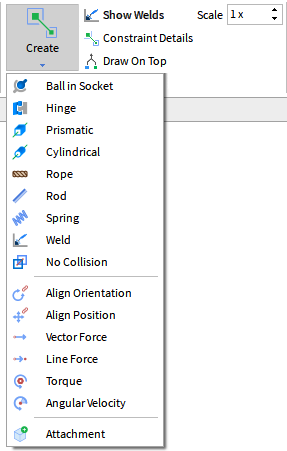 Show Welds Scale 1 x
Create Constraint Details
Draw On Top
Ball in Socket
Hinge
Prismatic
Cylindrical
Rope
Rod
Spring
Weld
No Collision
Align Orientation
Align Position
Vector Force
Line Force
Torque
Angular Velocity
Attachment